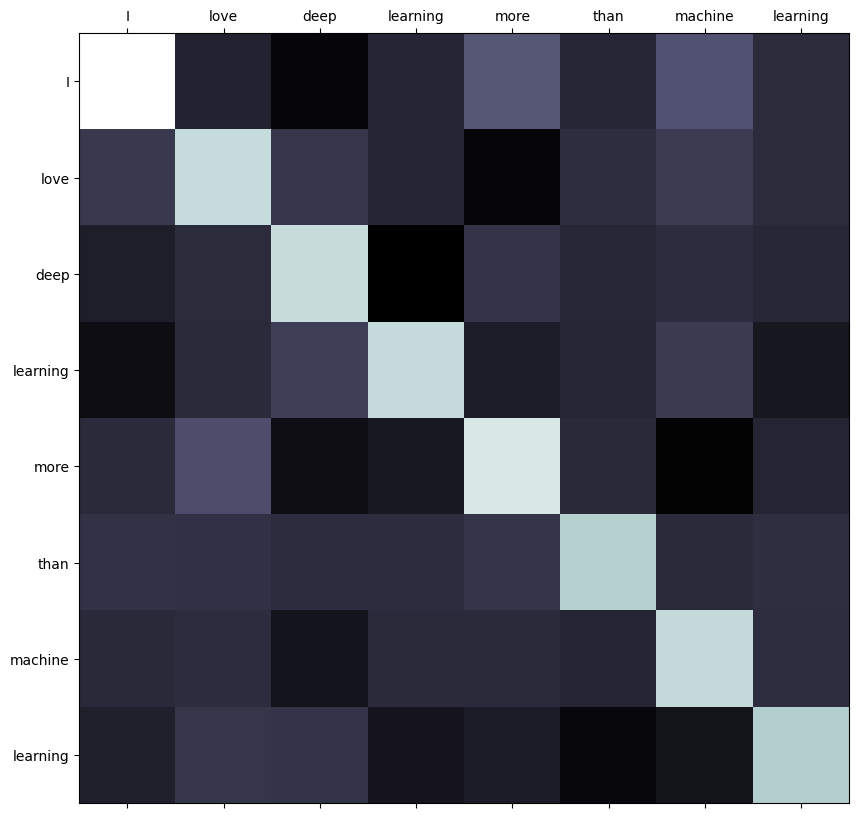 I love deep learning more than machine learning
I
love
deep
learning
more
than
machine
learning